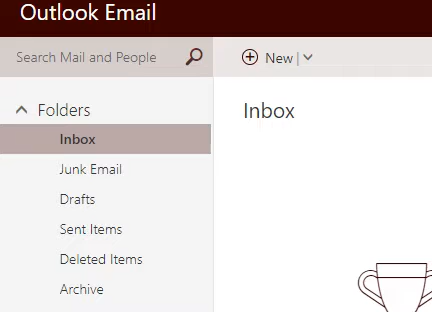 Outlook Email
Search Mail and People
New |
Folders
Inbox
Inbox
Junk Email
Drafts
Sent Items
Deleted Items
Archive